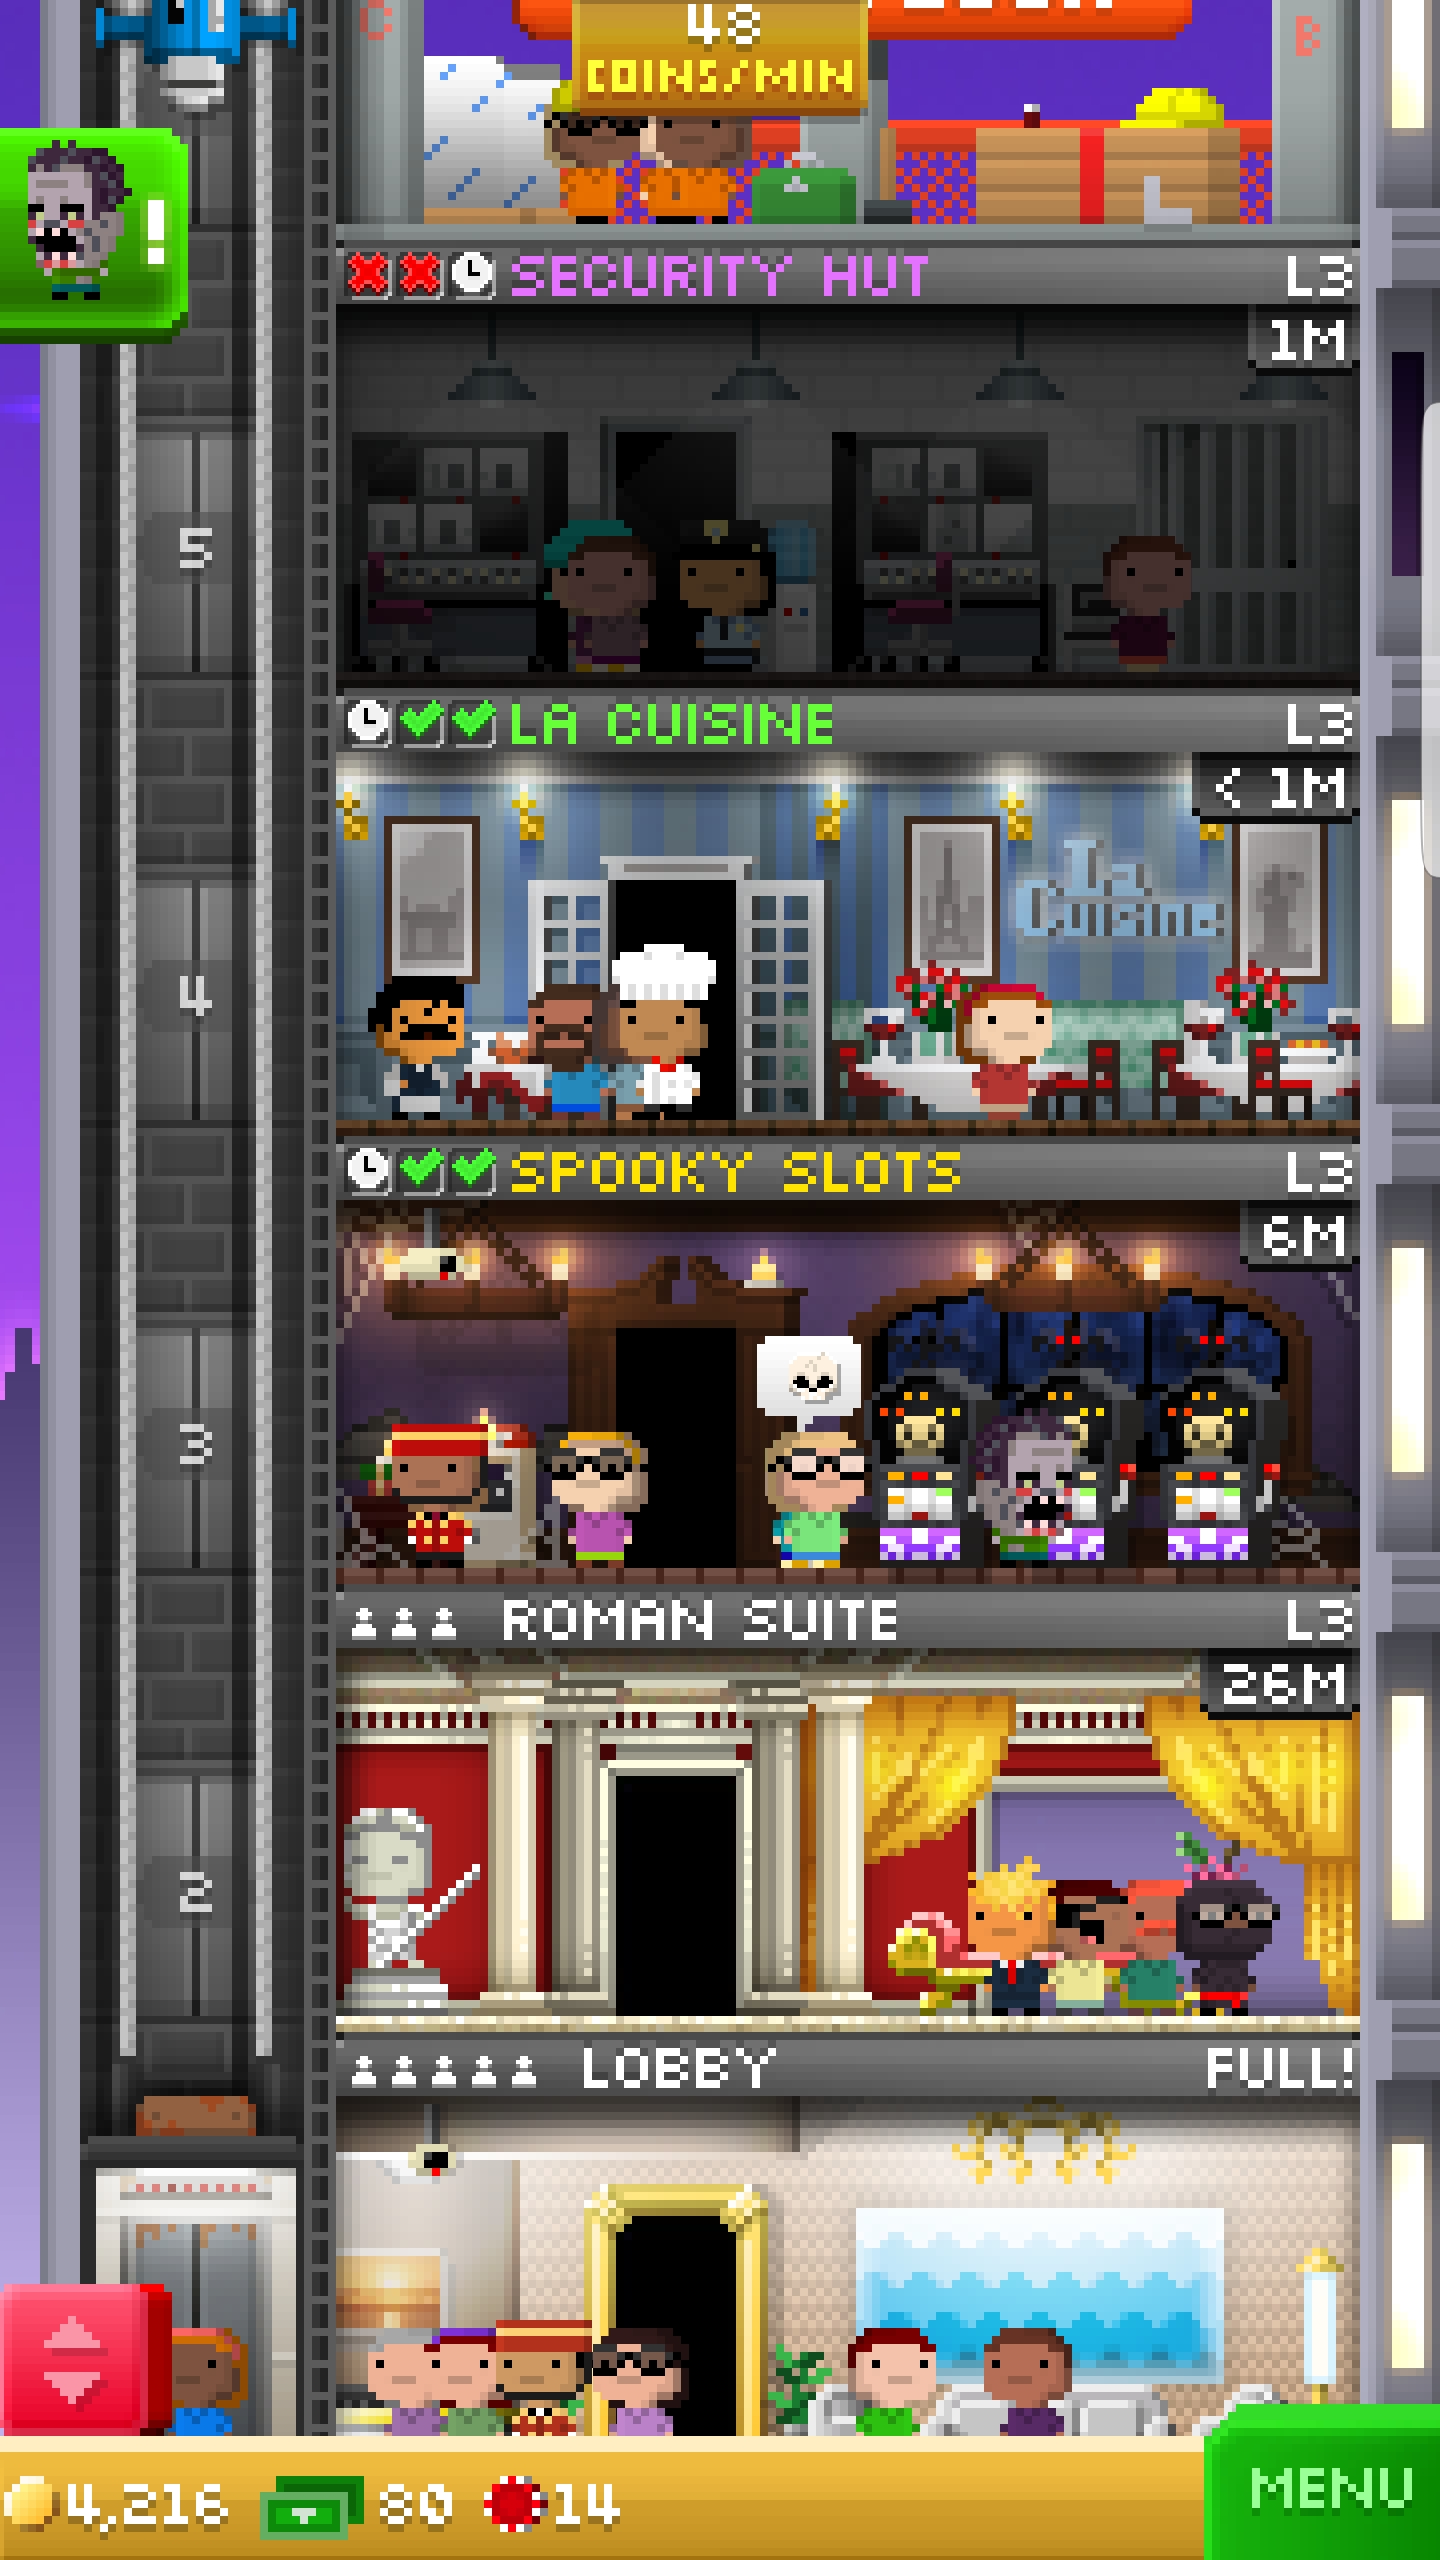 C
B
48
COINS/MIN
!
SECURITY HUT L3
1M
5
LA CUISINE L3
< 1M
La
Cuisine
4
SPOOKY SLOTS L3
6M
3
ROMAN SUITE L3
26M
2
LOBBY FULL!
4,216 80 14
MENU